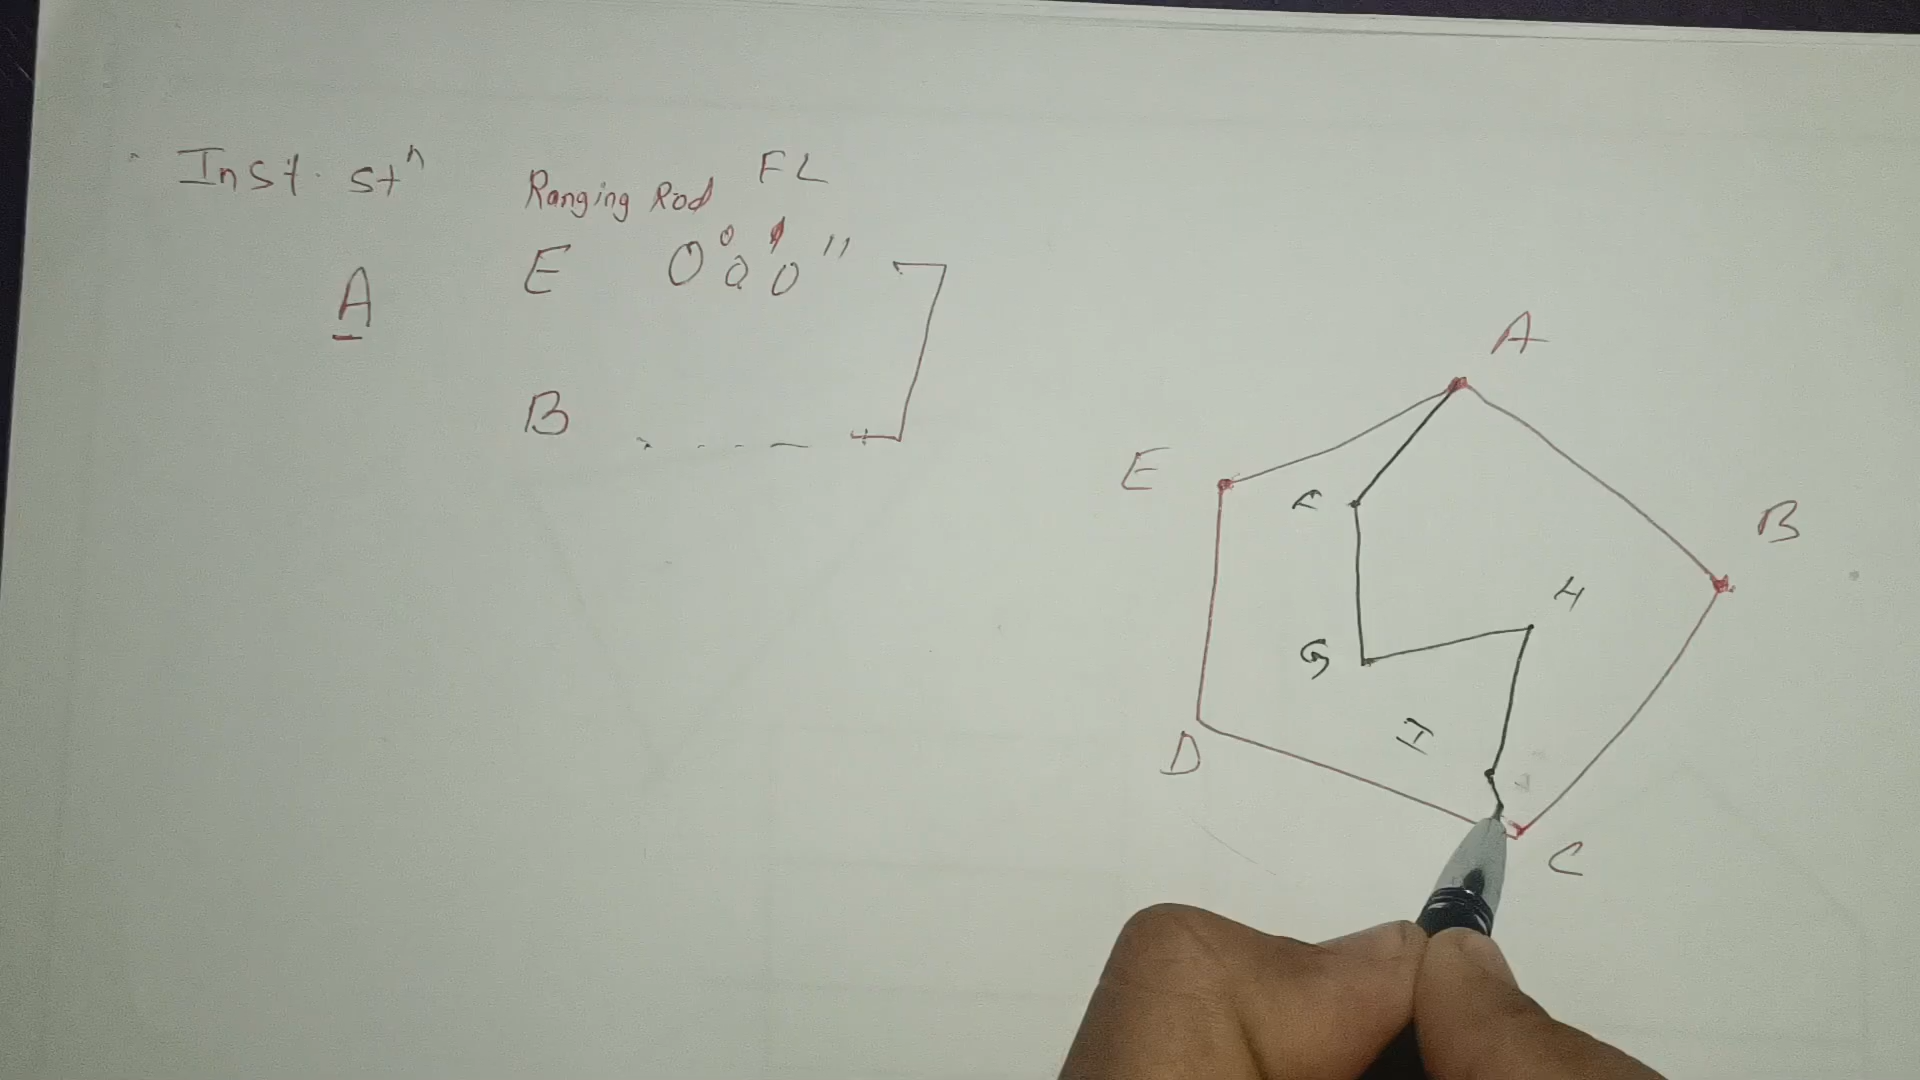 Inst. stⁿ Ranging Rod FL
A E 0° 0' 0"
B
A
E
B
F
H
G
I
D
C